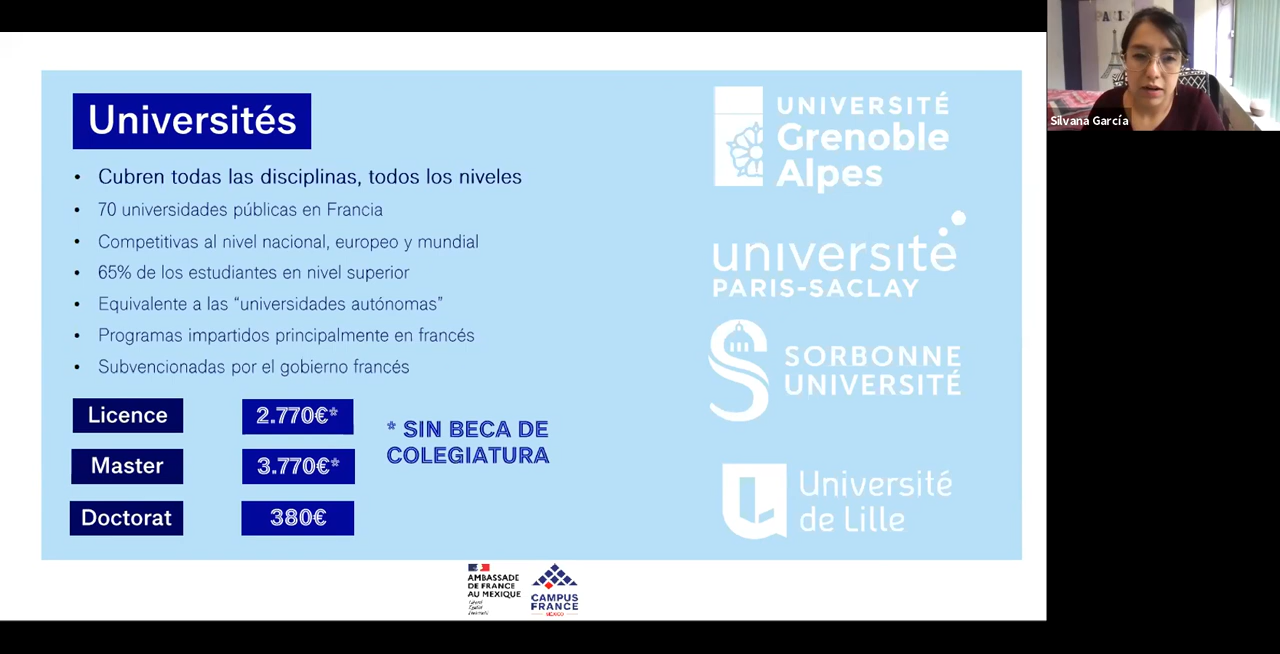 Universités
• Cubren todas las disciplinas, todos los niveles
• 70 universidades públicas en Francia
• Competitivas al nivel nacional, europeo y mundial
• 65% de los estudiantes en nivel superior
• Equivalente a las “universidades autónomas”
• Programas impartidos principalmente en francés
• Subvencionadas por el gobierno francés
Licence 2.770€*
Master 3.770€*
Doctorat 380€
* SIN BECA DE
COLEGIATURA
UNIVERSITÉ
Grenoble
Alpes
université
PARIS-SACLAY
SORBONNE
UNIVERSITÉ
Université
de Lille
AMBASSADE
DE FRANCE
AU MEXIQUE
CAMPUS
FRANCE
MEXICO
PARIS
Silvana García